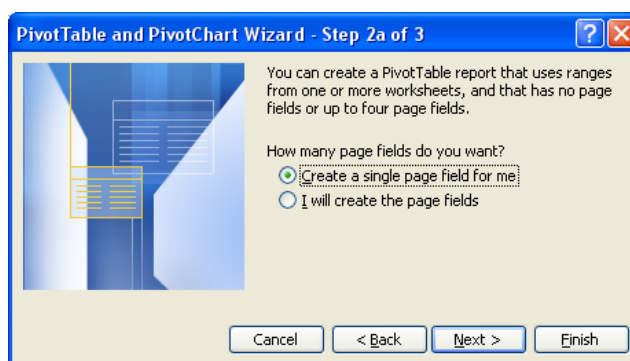 PivotTable and PivotChart Wizard - Step 2a of 3
You can create a PivotTable report that uses ranges
from one or more worksheets, and that has no page
fields or up to four page fields.
How many page fields do you want?
Create a single page field for me
I will create the page fields
Cancel
< Back
Next >
Finish